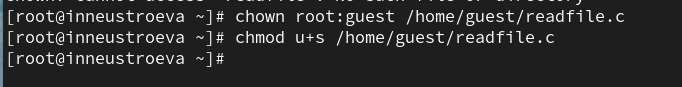 [root@inneustroeva ~]# chown root:guest /home/guest/readfile.c
[root@inneustroeva ~]# chmod u+s /home/guest/readfile.c
[root@inneustroeva ~]#